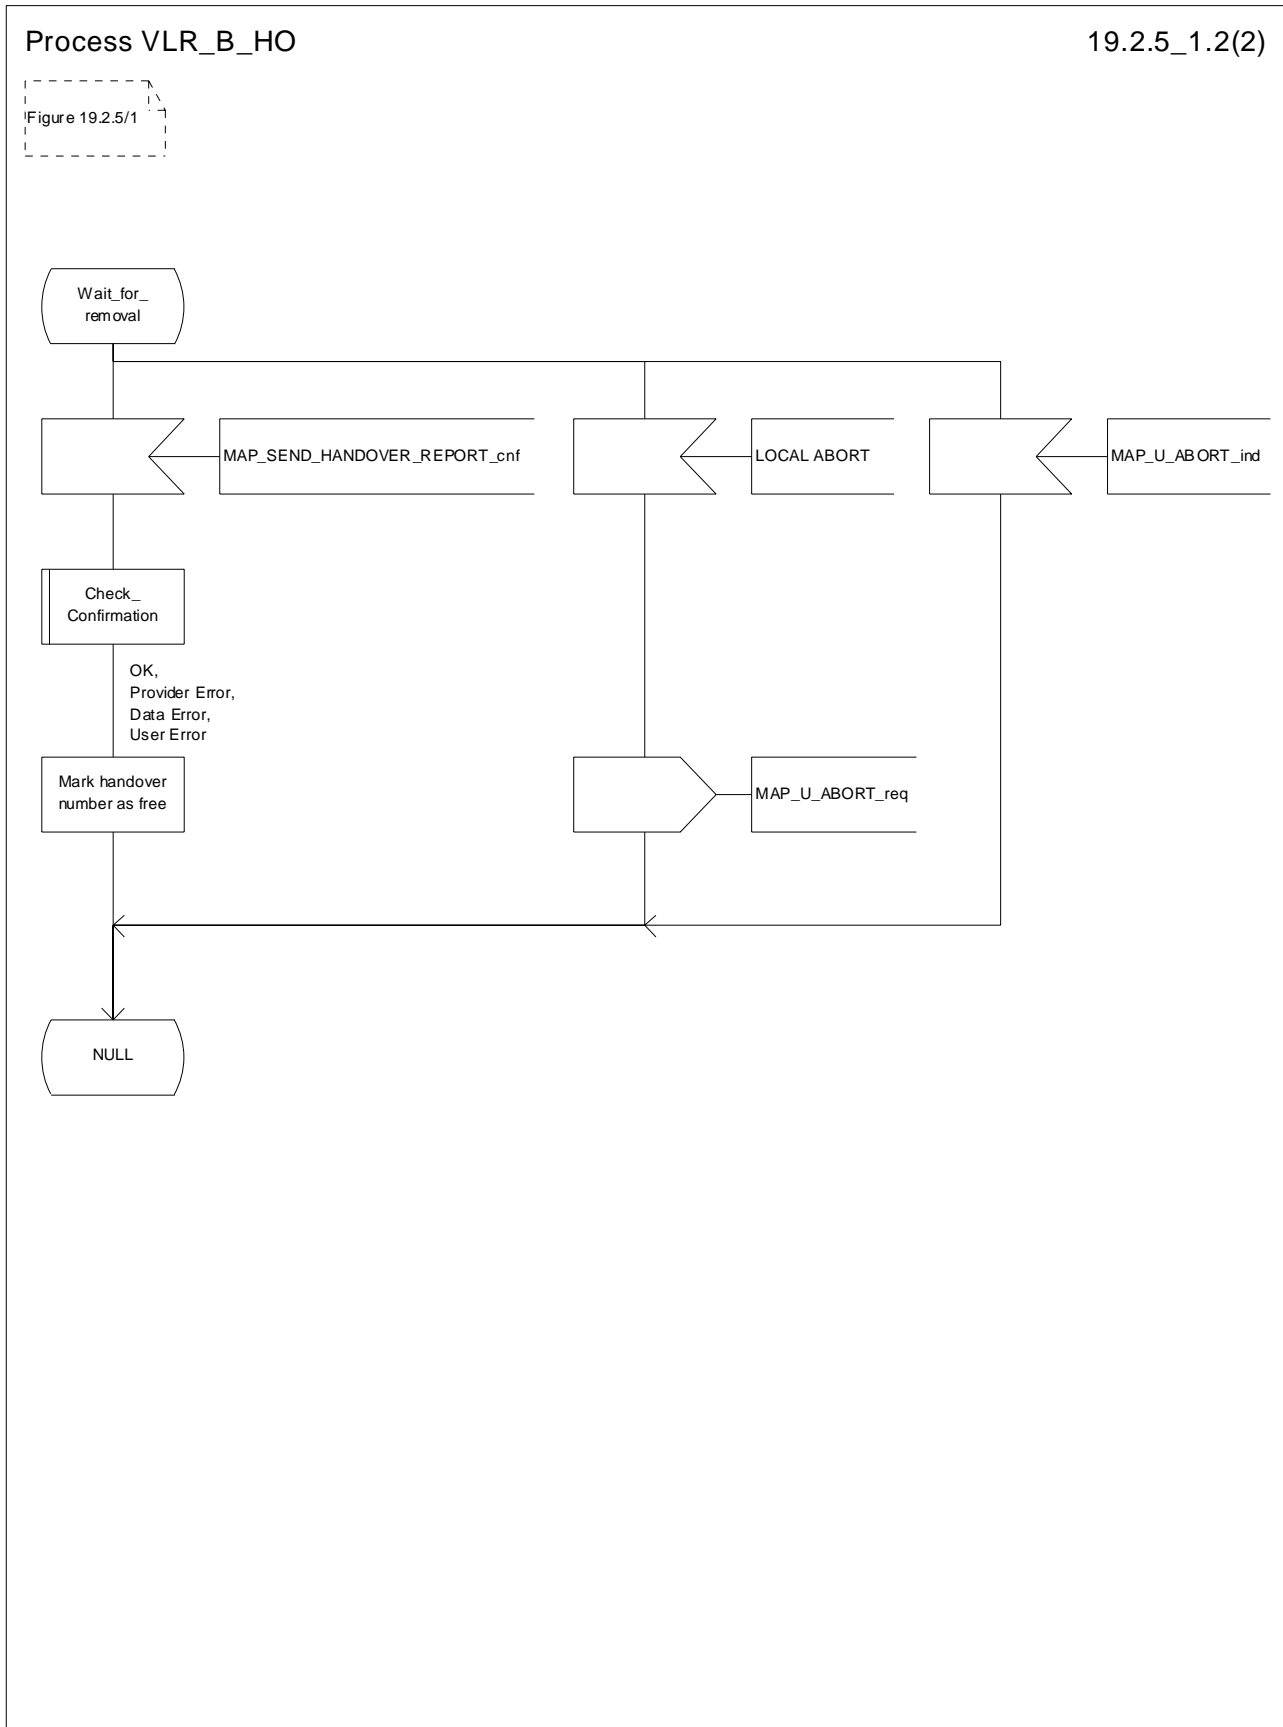 Process VLR_B_HO
19.2.5_1.2(2)
Figure 19.2.5/1
Wait_for_
removal
MAP_SEND_HANDOVER_REPORT_cnf
LOCAL ABORT
MAP_U_ABORT_ind
Check_
Confirmation
OK,
Provider Error,
Data Error,
User Error
Mark handover
number as free
MAP_U_ABORT_req
NULL